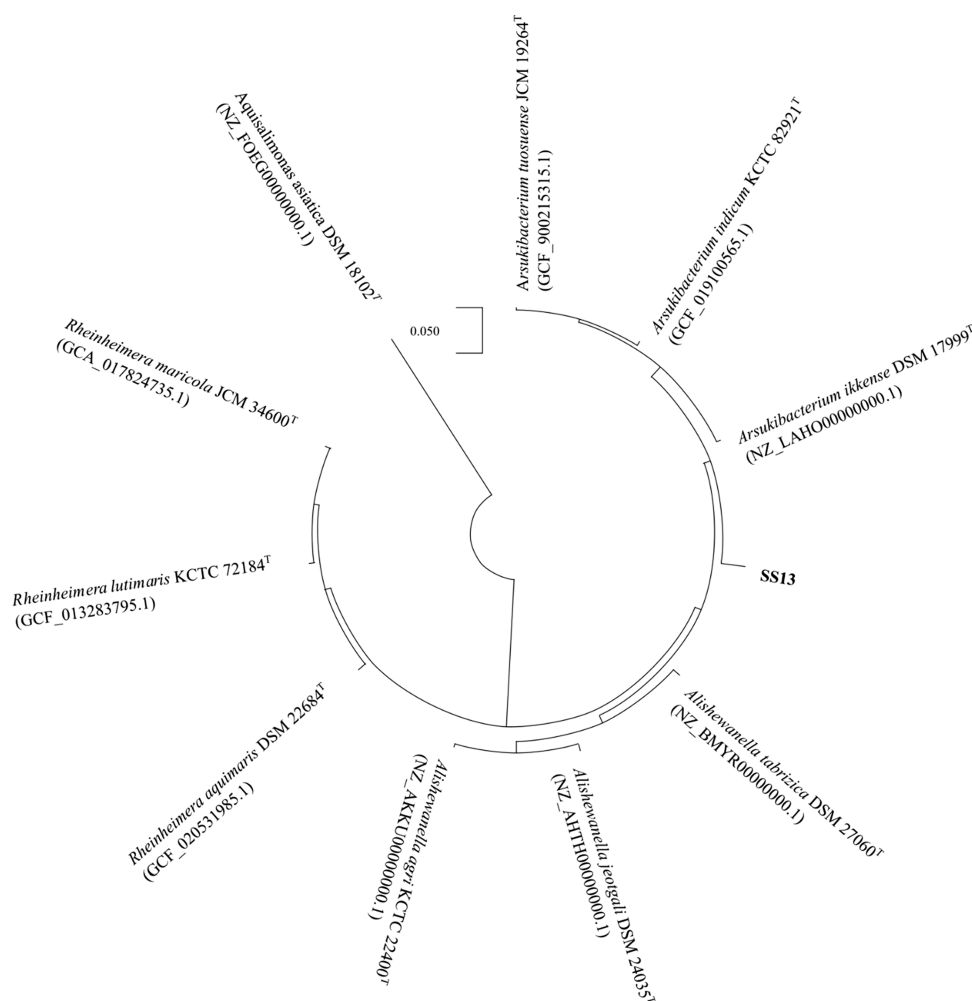 Arsukibacterium tuosuense JCM 19264T
(GCF_900215315.1)
Arsukibacterium indicum KCTC 82921T
(GCF_019100565.1)
Arsukibacterium ikkense DSM 17999T
(NZ_LAHO00000000.1)
SS13
Alishewanella tabrizica DSM 27060T
(NZ_BMYR00000000.1)
Alishewanella jeotgali DSM 24035T
(NZ_AHTH00000000.1)
Alishewanella agri KCTC 22400T
(NZ_AKKU00000000.1)
Rheinheimera aquimaris DSM 22684T
(GCF_020531985.1)
Rheinheimera lutimaris KCTC 72184T
(GCF_013283795.1)
Rheinheimera maricola JCM 34600T
(GCA_017824735.1)
Aquisalimonas asiatica DSM 18102T
(NZ_FOEG00000000.1)
0.050